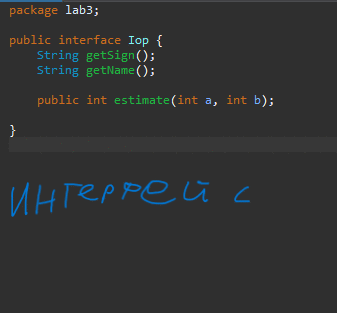 package lab3;
public interface Iop {
String getSign();
String getName();
public int estimate(int a, int b);
}
Интерфейс